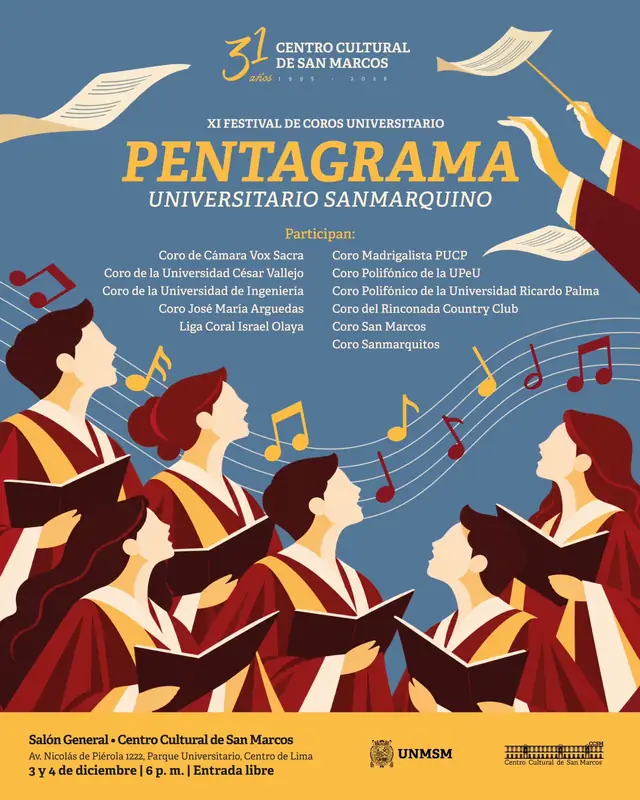 31 años
CENTRO CULTURAL
DE SAN MARCOS
1995 - 2026
XI FESTIVAL DE COROS UNIVERSITARIO
PENTAGRAMA
UNIVERSITARIO SANMARQUINO
Participan:
Coro de Cámara Vox Sacra
Coro de la Universidad César Vallejo
Coro de la Universidad de Ingeniería
Coro José María Arguedas
Liga Coral Israel Olaya
Coro Madrigalista PUCP
Coro Polifónico de la UPeU
Coro Polifónico de la Universidad Ricardo Palma
Coro del Rinconada Country Club
Coro San Marcos
Coro Sanmarquitos
Salón General • Centro Cultural de San Marcos
Av. Nicolás de Piérola 1222, Parque Universitario, Centro de Lima
3 y 4 de diciembre | 6 p. m. | Entrada libre
UNMSM
CCSM
Centro Cultural de San Marcos